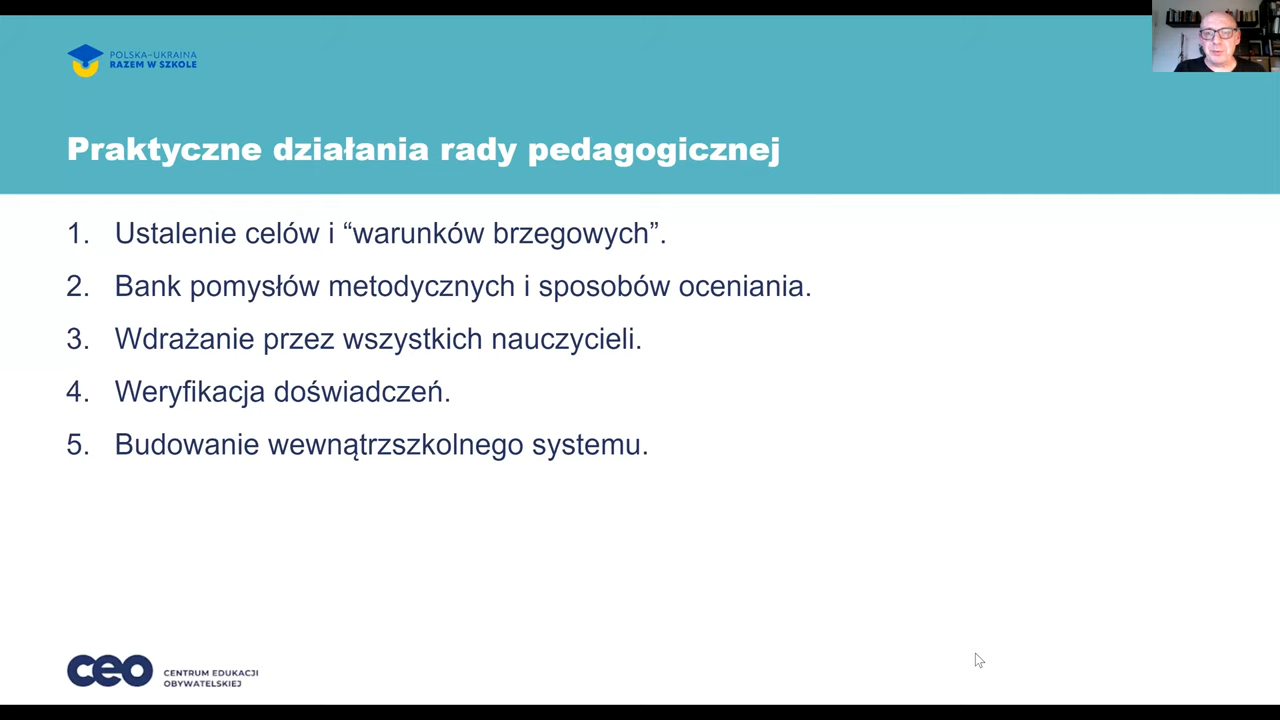 POLSKA–UKRAINA
RAZEM W SZKOLE
Praktyczne działania rady pedagogicznej
1. Ustalenie celów i “warunków brzegowych”.
2. Bank pomysłów metodycznych i sposobów oceniania.
3. Wdrażanie przez wszystkich nauczycieli.
4. Weryfikacja doświadczeń.
5. Budowanie wewnątrzszkolnego systemu.
ceo
CENTRUM EDUKACJI
OBYWATELSKIEJ